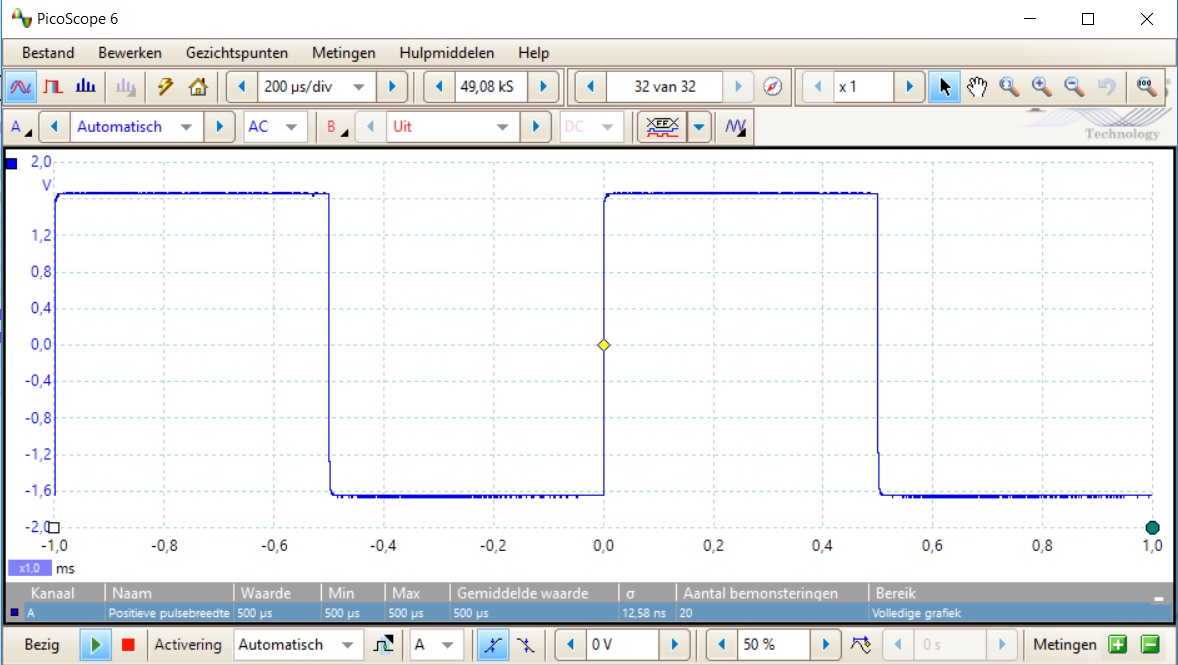 PicoScope 6
Bestand Bewerken Gezichtspunten Metingen Hulpmiddelen Help
200 µs/div 49,08 kS 32 van 32 x 1
A Automatisch AC B Uit DC
Technology
2,0
V
1,2
0,8
0,4
0,0
-0,4
-0,8
-1,2
-1,6
-2,0
-1,0 -0,8 -0,6 -0,4 -0,2 0,0 0,2 0,4 0,6 0,8 1,0
x1,0 ms
Kanaal Naam Waarde Min Max Gemiddelde waarde σ Aantal bemonsteringen Bereik
A Positieve pulsebreedte 500 µs 500 µs 500 µs 500 µs 12,58 ns 20 Volledige grafiek
Bezig Activering Automatisch A 0 V 50 % 0 s Metingen